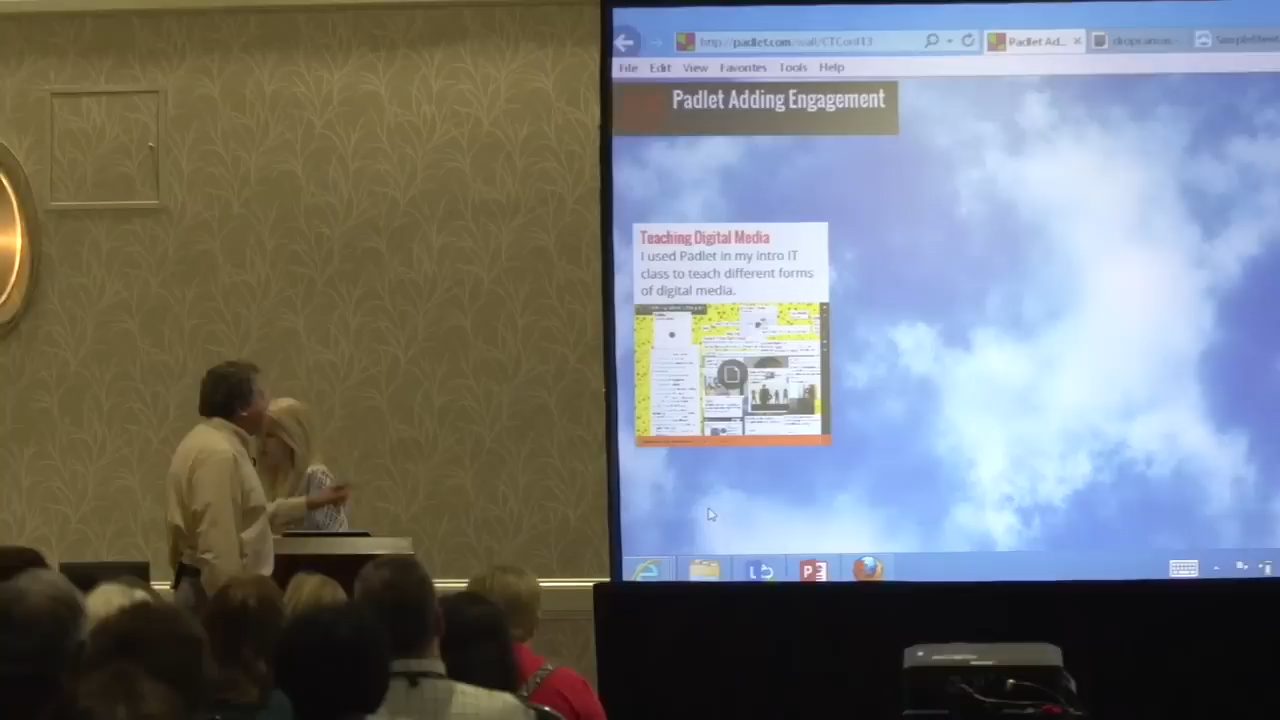 http://padlet.com/wall/CTConf13
Padlet Ad...
dropcanvas
File Edit View Favorites Tools Help
Padlet Adding Engagement
Teaching Digital Media
I used Padlet in my intro IT
class to teach different forms
of digital media.